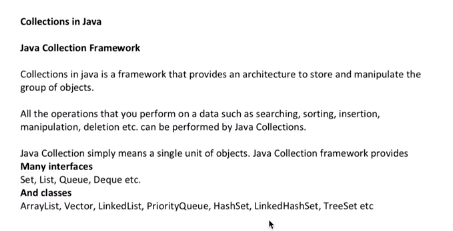 Collections in Java
Java Collection Framework
Collections in java is a framework that provides an architecture to store and manipulate the
group of objects.
All the operations that you perform on a data such as searching, sorting, insertion,
manipulation, deletion etc. can be performed by Java Collections.
Java Collection simply means a single unit of objects. Java Collection framework provides
Many interfaces
Set, List, Queue, Deque etc.
And classes
ArrayList, Vector, LinkedList, PriorityQueue, HashSet, LinkedHashSet, TreeSet etc